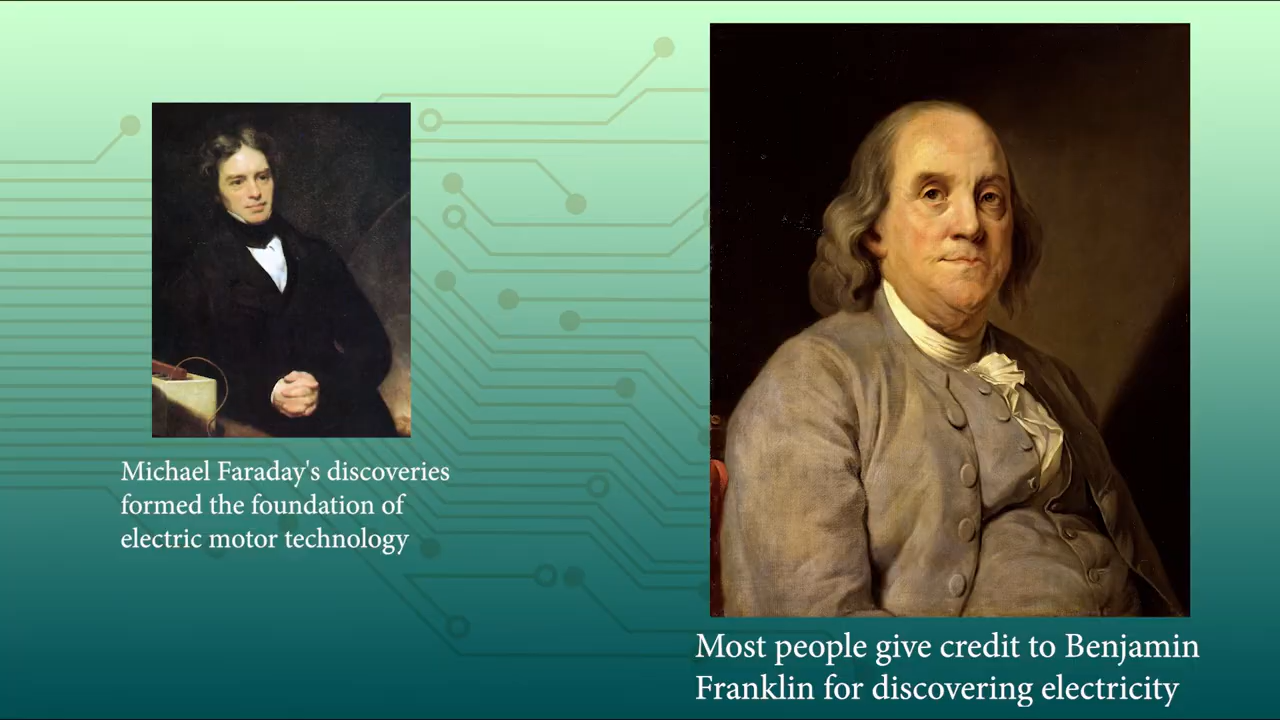 Michael Faraday's discoveries
formed the foundation of
electric motor technology
Most people give credit to Benjamin
Franklin for discovering electricity